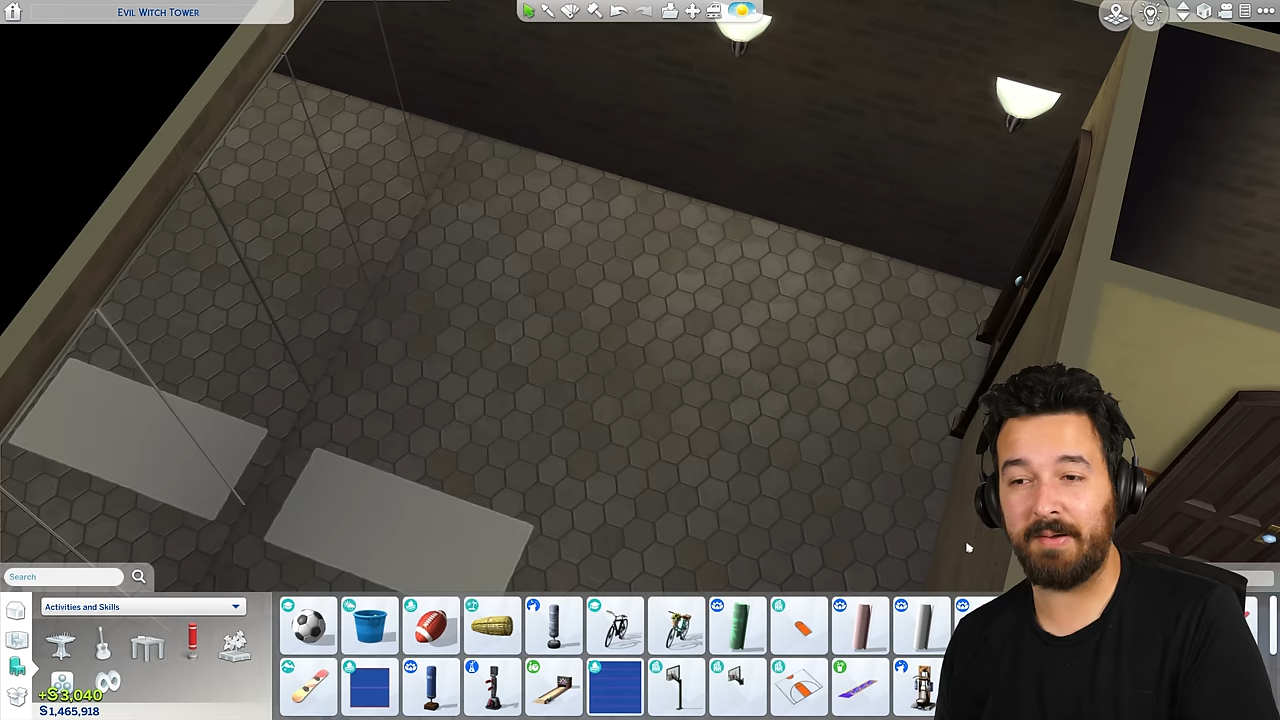 Evil Witch Tower
Search
Activities and Skills
+§3,040
§1,465,918